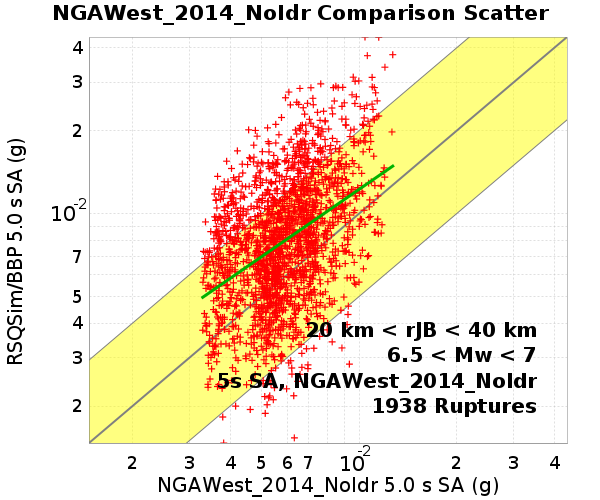 NGAWest_2014_NoIdr Comparison Scatter
RSQSim/BBP 5.0 s SA (g)
4
3
2
10-2
7
5
4
3
2
20 km < rJB < 40 km
6.5 < Mw < 7
5s SA, NGAWest_2014_NoIdr
1938 Ruptures
2 3 4 5 6 7 10-2 2 3 4
NGAWest_2014_NoIdr 5.0 s SA (g)